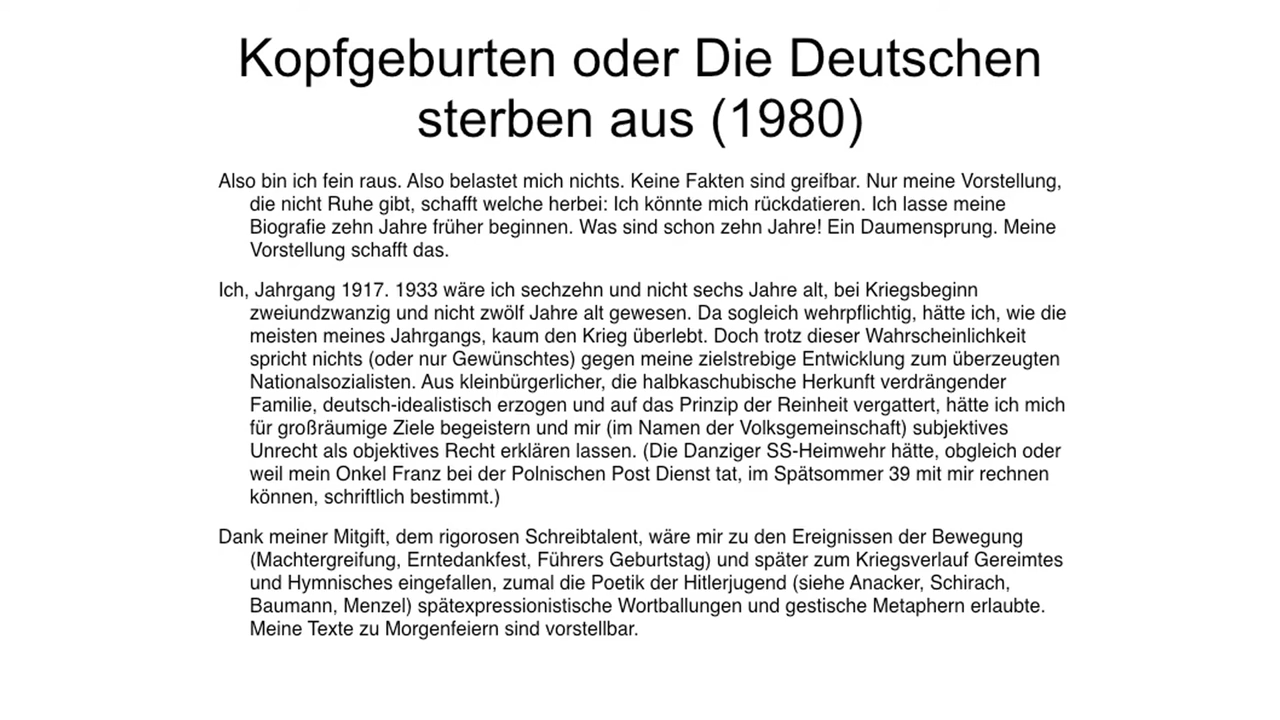 Kopfgeburten oder Die Deutschen
sterben aus (1980)
Also bin ich fein raus. Also belastet mich nichts. Keine Fakten sind greifbar. Nur meine Vorstellung,
die nicht Ruhe gibt, schafft welche herbei: Ich könnte mich rückdatieren. Ich lasse meine
Biografie zehn Jahre früher beginnen. Was sind schon zehn Jahre! Ein Daumensprung. Meine
Vorstellung schafft das.
Ich, Jahrgang 1917. 1933 wäre ich sechzehn und nicht sechs Jahre alt, bei Kriegsbeginn
zweiundzwanzig und nicht zwölf Jahre alt gewesen. Da sogleich wehrpflichtig, hätte ich, wie die
meisten meines Jahrgangs, kaum den Krieg überlebt. Doch trotz dieser Wahrscheinlichkeit
spricht nichts (oder nur Gewünschtes) gegen meine zielstrebige Entwicklung zum überzeugten
Nationalsozialisten. Aus kleinbürgerlicher, die halbkaschubische Herkunft verdrängender
Familie, deutsch-idealistisch erzogen und auf das Prinzip der Reinheit vergattert, hätte ich mich
für großräumige Ziele begeistern und mir (im Namen der Volksgemeinschaft) subjektives
Unrecht als objektives Recht erklären lassen. (Die Danziger SS-Heimwehr hätte, obgleich oder
weil mein Onkel Franz bei der Polnischen Post Dienst tat, im Spätsommer 39 mit mir rechnen
können, schriftlich bestimmt.)
Dank meiner Mitgift, dem rigorosen Schreibtalent, wäre mir zu den Ereignissen der Bewegung
(Machtergreifung, Erntedankfest, Führers Geburtstag) und später zum Kriegsverlauf Gereimtes
und Hymnisches eingefallen, zumal die Poetik der Hitlerjugend (siehe Anacker, Schirach,
Baumann, Menzel) spätexpressionistische Wortballungen und gestische Metaphern erlaubte.
Meine Texte zu Morgenfeiern sind vorstellbar.